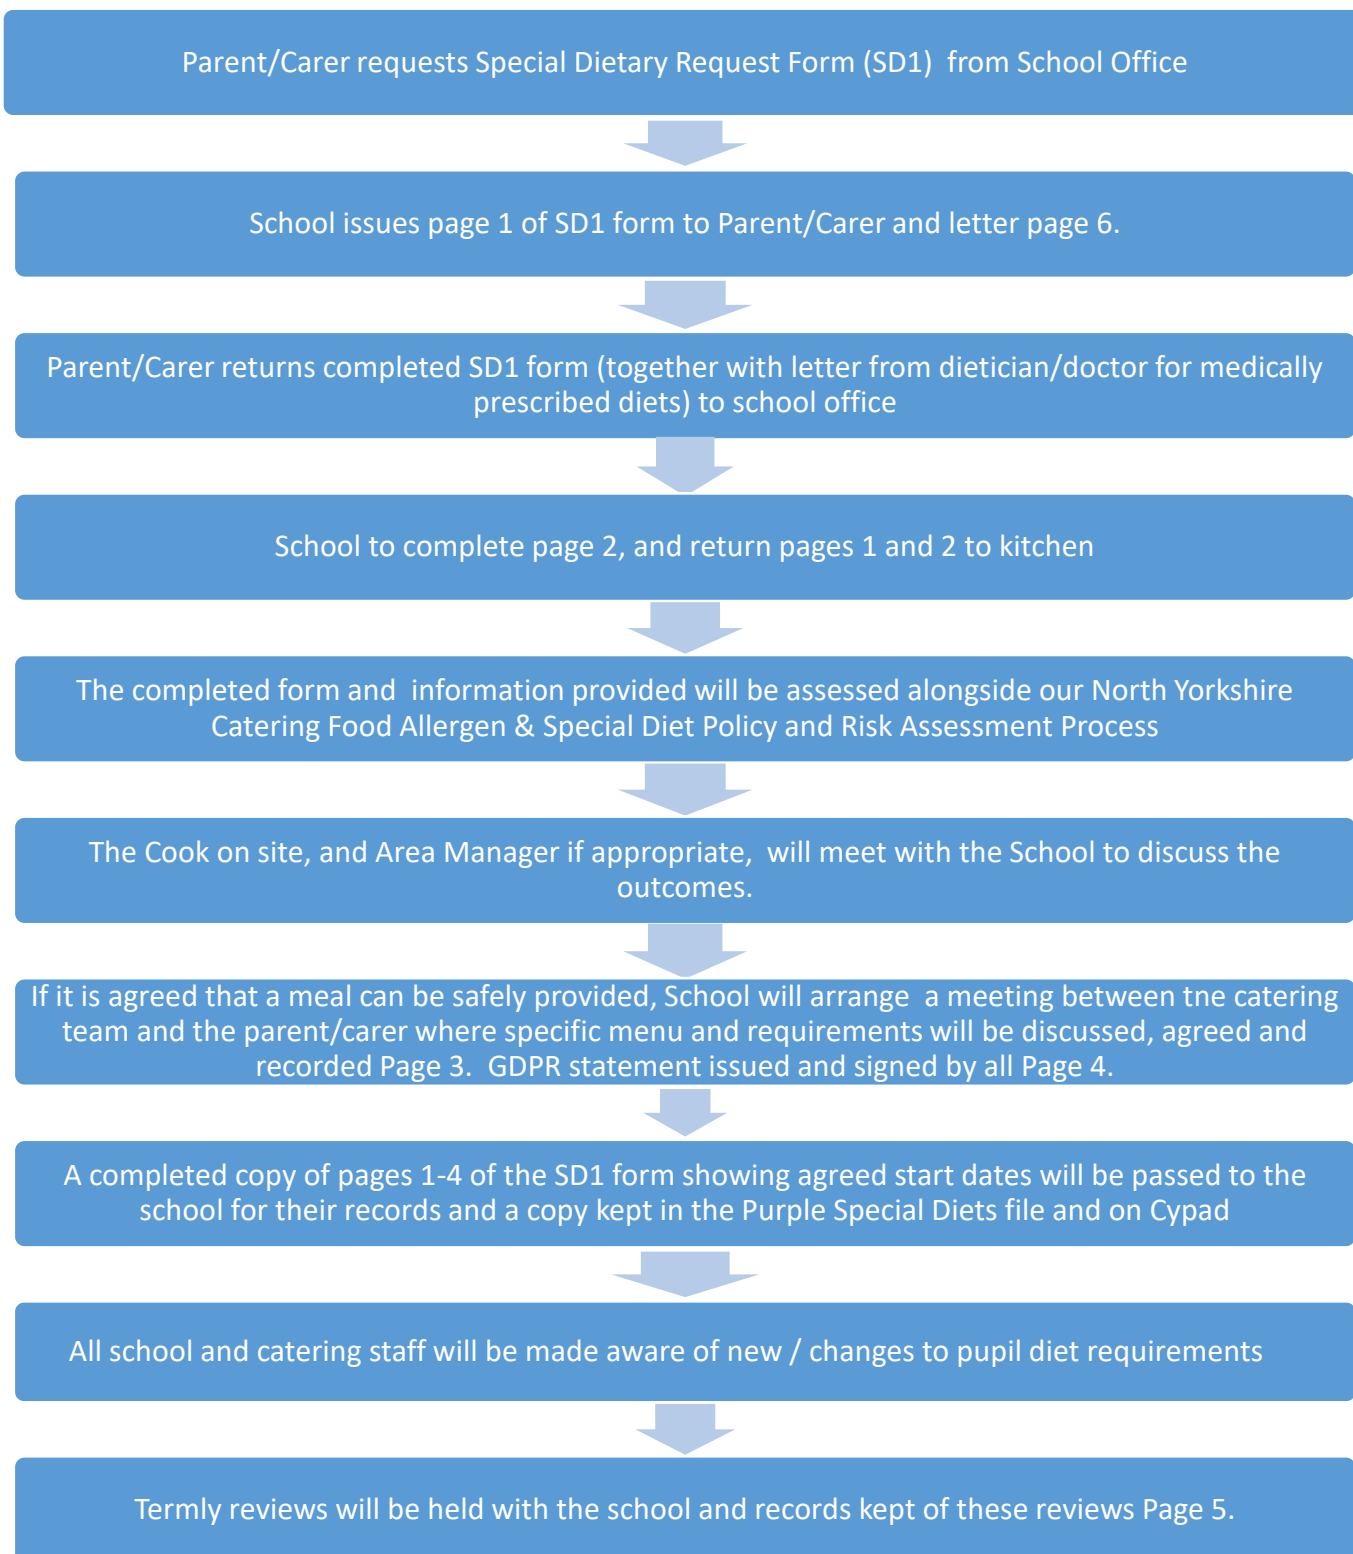 Parent/Carer requests Special Dietary Request Form (SD1)  from School Office
School issues page 1 of SD1 form to Parent/Carer and letter page 6.
Parent/Carer returns completed SD1 form (together with letter from dietician/doctor for medically
prescribed diets) to school office
School to complete page 2, and return pages 1 and 2 to kitchen
The completed form and  information provided will be assessed alongside our North Yorkshire
Catering Food Allergen & Special Diet Policy and Risk Assessment Process
The Cook on site, and Area Manager if appropriate,  will meet with the School to discuss the
outcomes.
If it is agreed that a meal can be safely provided, School will arrange  a meeting between tne catering
team and the parent/carer where specific menu and requirements will be discussed, agreed and
recorded Page 3.  GDPR statement issued and signed by all Page 4.
A completed copy of pages 1-4 of the SD1 form showing agreed start dates will be passed to the
school for their records and a copy kept in the Purple Special Diets file and on Cypad
All school and catering staff will be made aware of new / changes to pupil diet requirements
Termly reviews will be held with the school and records kept of these reviews Page 5.